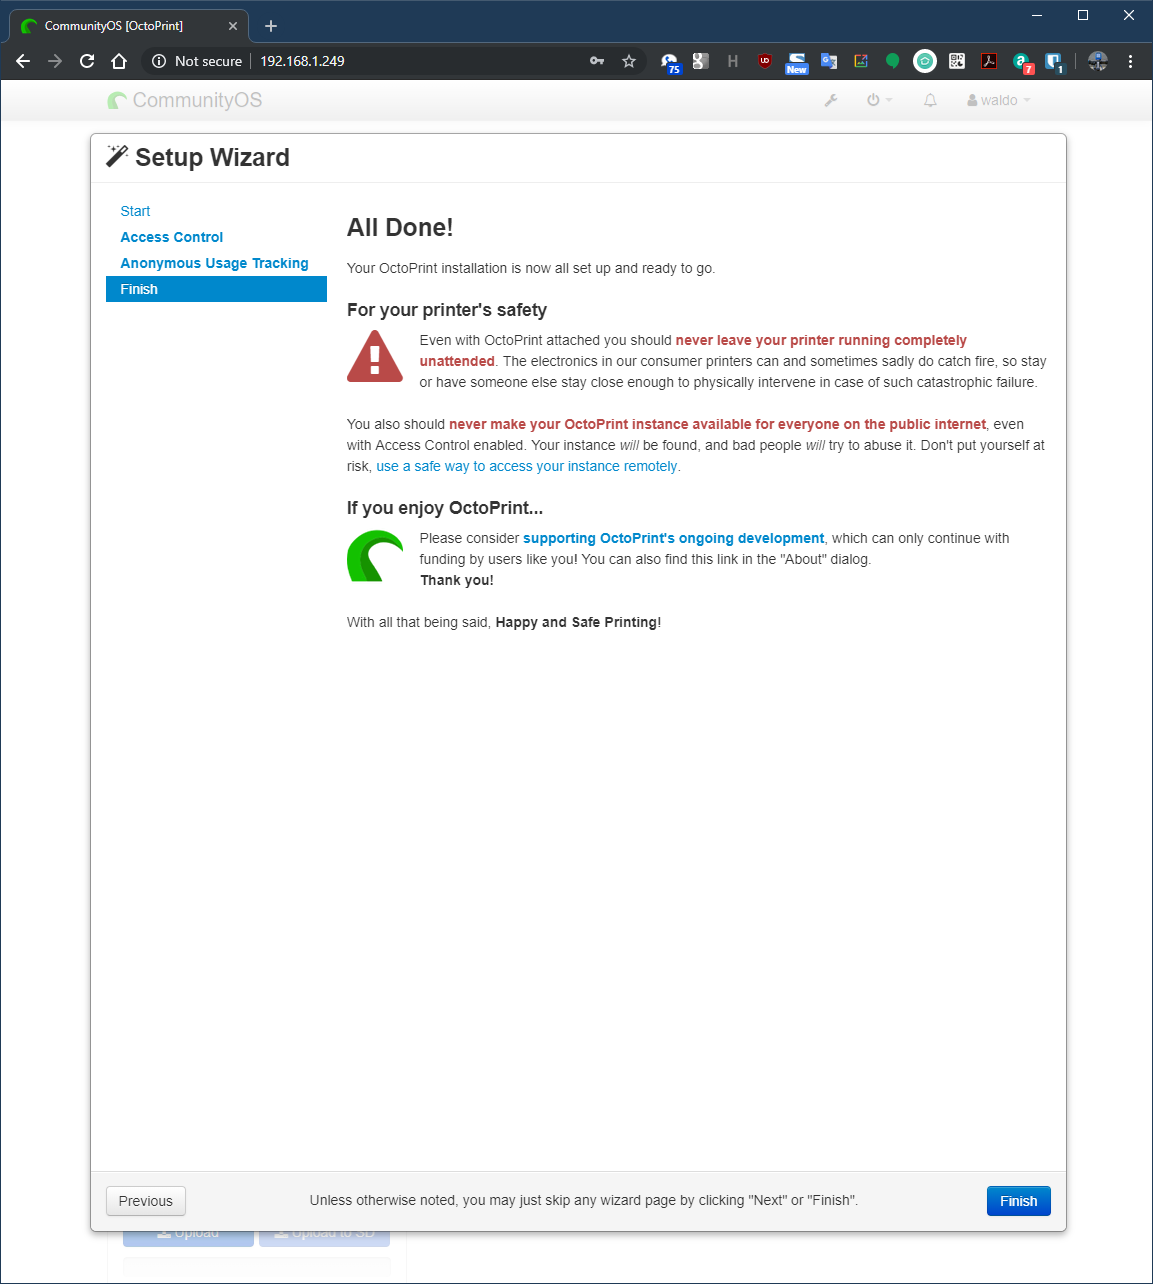 CommunityOS [OctoPrint]
Not secure
192.168.1.249
75
H
New
7
1
CommunityOS
waldo
Setup Wizard
Start
Access Control
Anonymous Usage Tracking
Finish
All Done!
Your OctoPrint installation is now all set up and ready to go.
For your printer's safety
Even with OctoPrint attached you should never leave your printer running completely
unattended. The electronics in our consumer printers can and sometimes sadly do catch fire, so stay
or have someone else stay close enough to physically intervene in case of such catastrophic failure.
You also should never make your OctoPrint instance available for everyone on the public internet, even
with Access Control enabled. Your instance will be found, and bad people will try to abuse it. Don't put yourself at
risk, use a safe way to access your instance remotely.
If you enjoy OctoPrint...
Please consider supporting OctoPrint's ongoing development, which can only continue with
funding by users like you! You can also find this link in the "About" dialog.
Thank you!
With all that being said, Happy and Safe Printing!
Previous
Unless otherwise noted, you may just skip any wizard page by clicking "Next" or "Finish".
Finish
Upload
Upload to SD